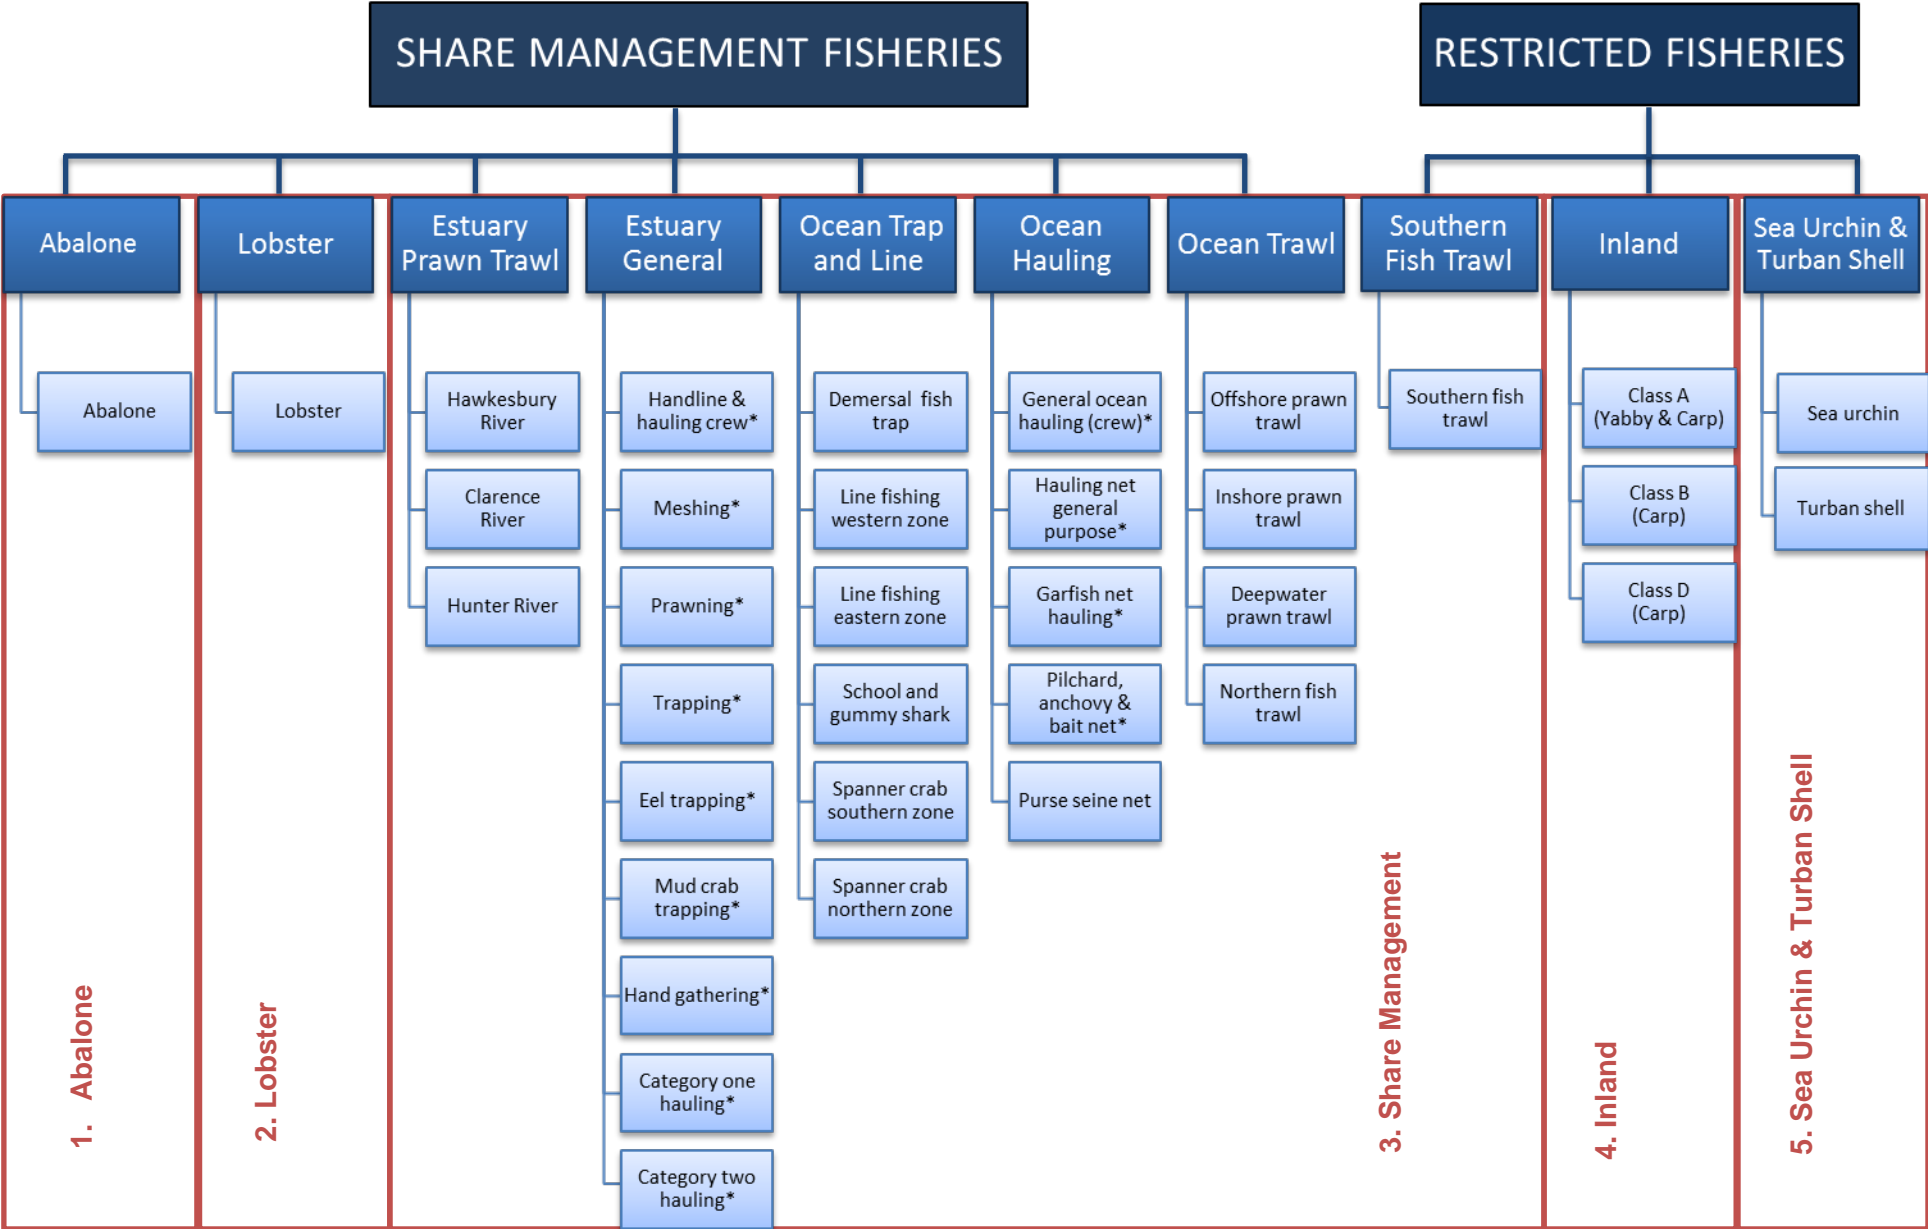 SHARE MANAGEMENT FISHERIES
RESTRICTED FISHERIES
Abalone
Lobster
Estuary
Prawn Trawl
Estuary
General
Ocean Trap
and Line
Ocean
Hauling
Ocean Trawl
Southern
Fish Trawl
Inland
Sea Urchin &
Turban Shell
Abalone
Lobster
Hawkesbury
River
Clarence
River
Hunter River
Handline &
hauling crew*
Meshing*
Prawning*
Trapping*
Eel trapping*
Mud crab
trapping*
Hand gathering*
Category one
hauling*
Category two
hauling*
Demersal fish
trap
Line fishing
western zone
Line fishing
eastern zone
School and
gummy shark
Spanner crab
southern zone
Spanner crab
northern zone
General ocean
hauling (crew)*
Hauling net
general
purpose*
Garfish net
hauling*
Pilchard,
anchovy &
bait net*
Purse seine net
Offshore prawn
trawl
Inshore prawn
trawl
Deepwater
prawn trawl
Northern fish
trawl
Southern fish
trawl
Class A
(Yabby & Carp)
Class B
(Carp)
Class D
(Carp)
Sea urchin
Turban shell
1. Abalone
2. Lobster
3. Share Management
4. Inland
5. Sea Urchin & Turban Shell